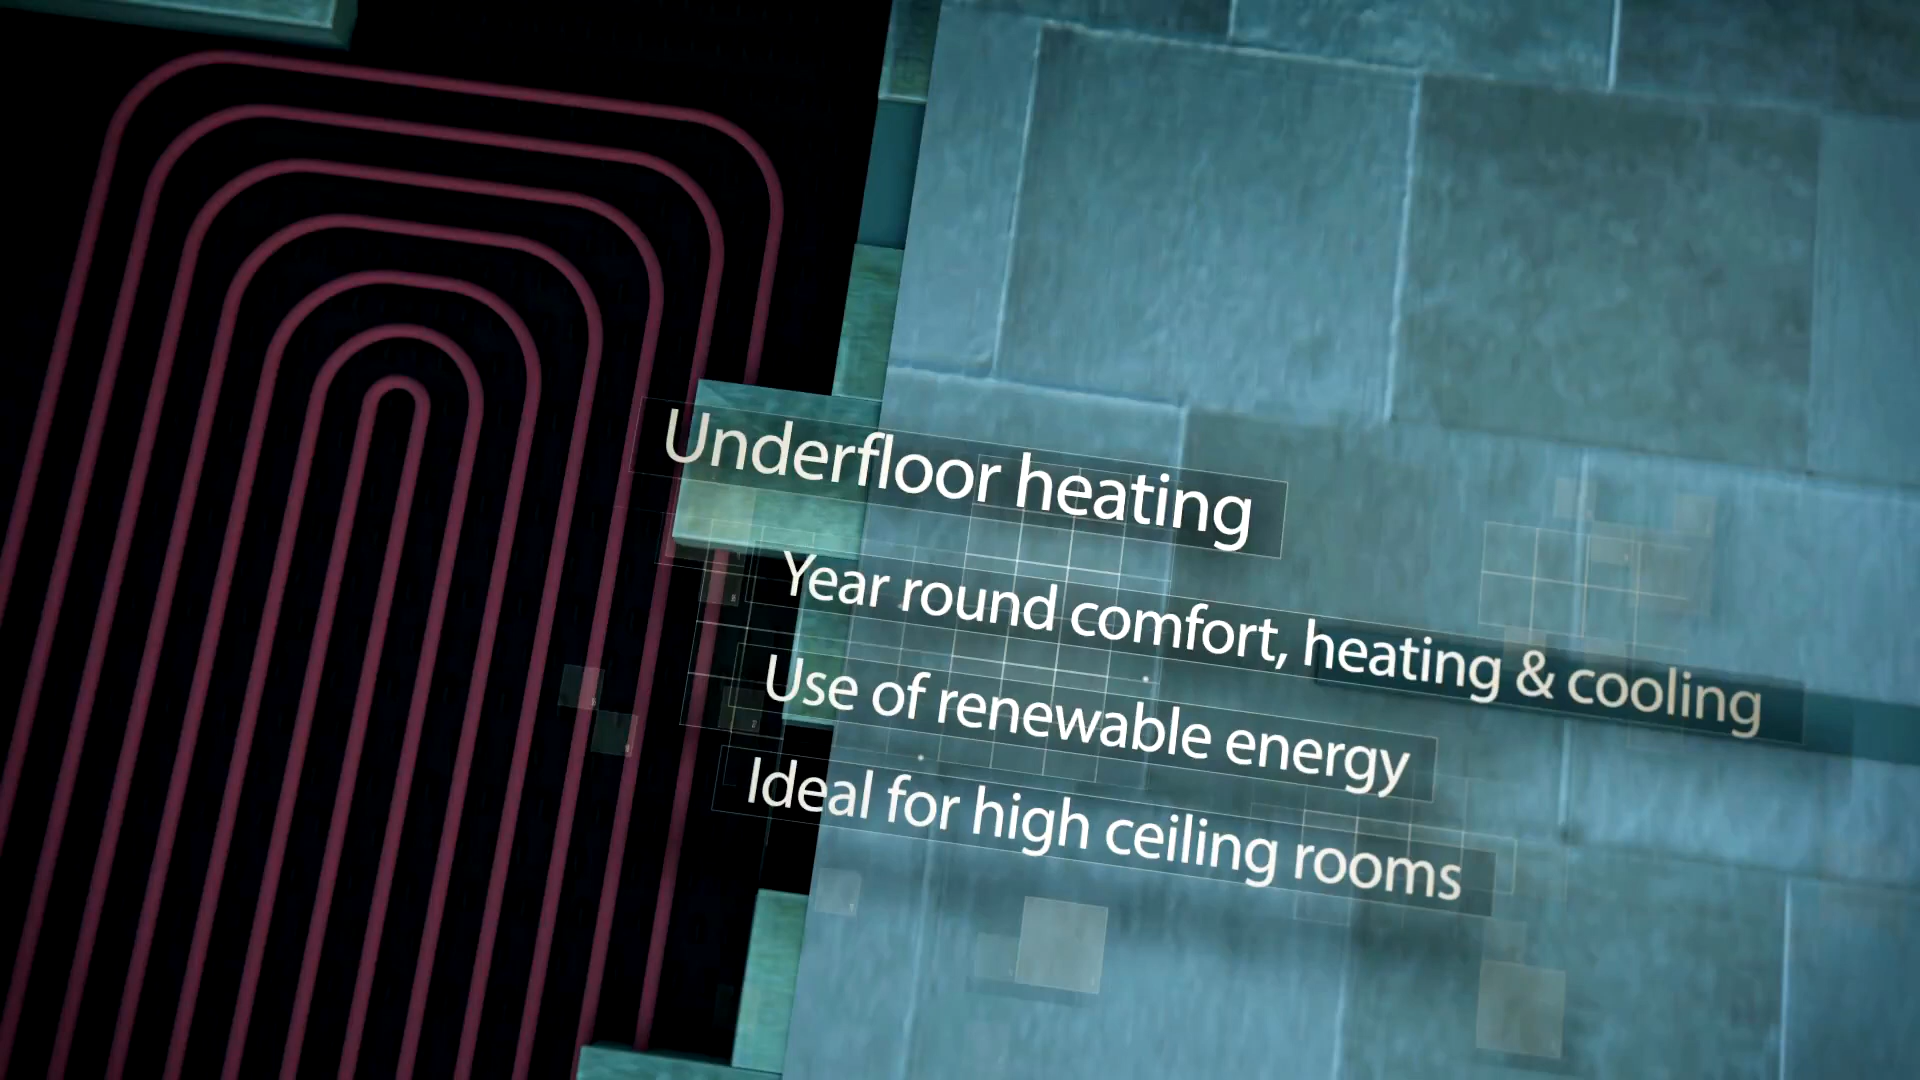 Underfloor heating
Year round comfort, heating & cooling
Use of renewable energy
Ideal for high ceiling rooms